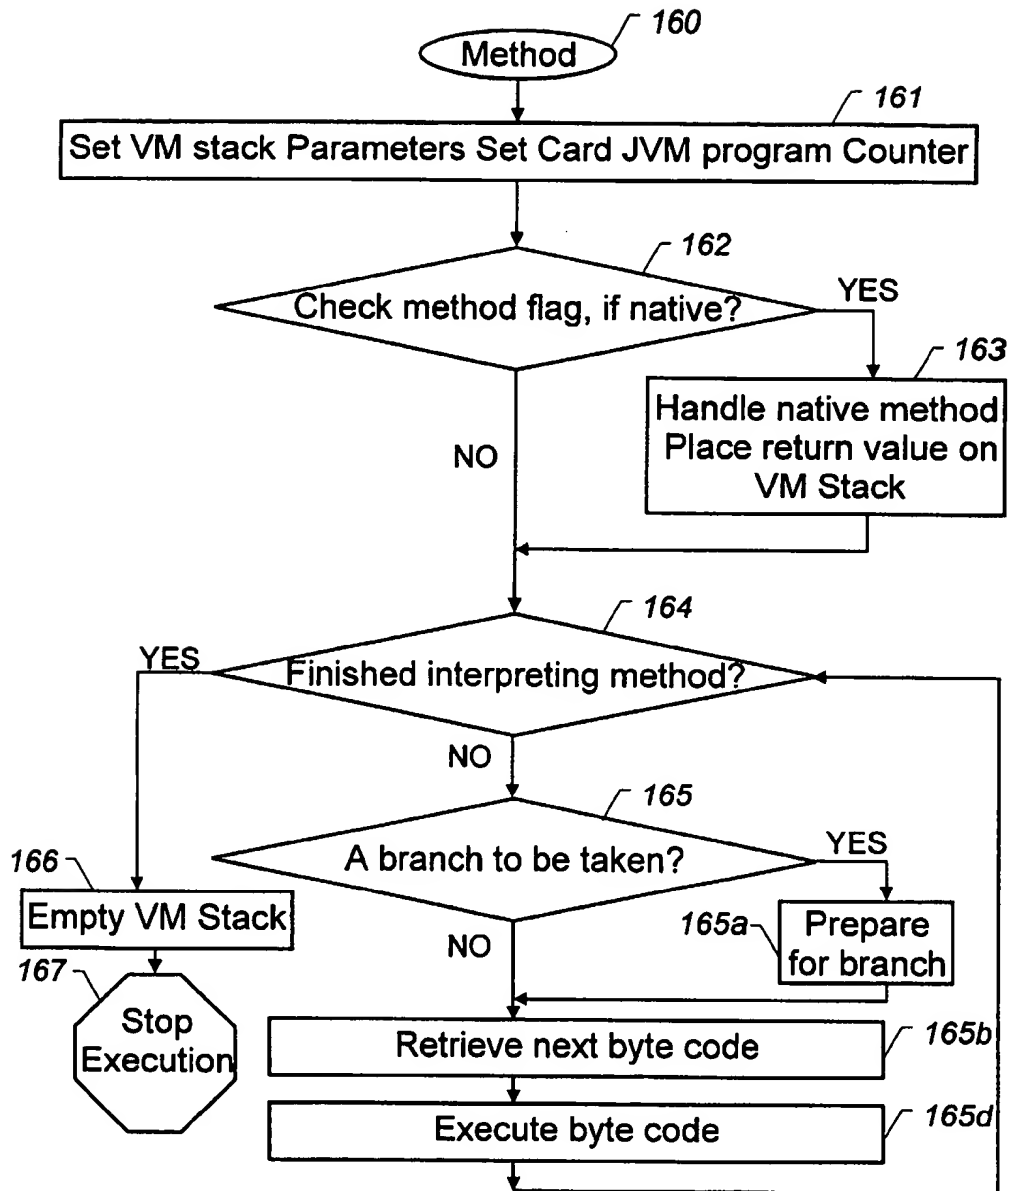 160
Method
161
Set VM stack Parameters Set Card JVM program Counter
162
Check method flag, if native?
YES
163
Handle native method
Place return value on
VM Stack
NO
164
YES
Finished interpreting method?
NO
165
A branch to be taken?
YES
166
Empty VM Stack
NO
165a
Prepare
for branch
167
Stop
Execution
Retrieve next byte code
165b
Execute byte code
165d